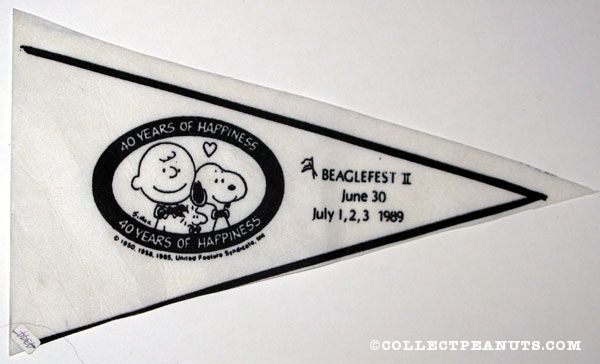 40 YEARS OF HAPPINESS
Schulz
40 YEARS OF HAPPINESS
© 1950, 1958, 1965, United Feature Syndicate, Inc
BEAGLEFEST II
June 30
July 1, 2, 3 1989
©COLLECTPEANUTS.COM